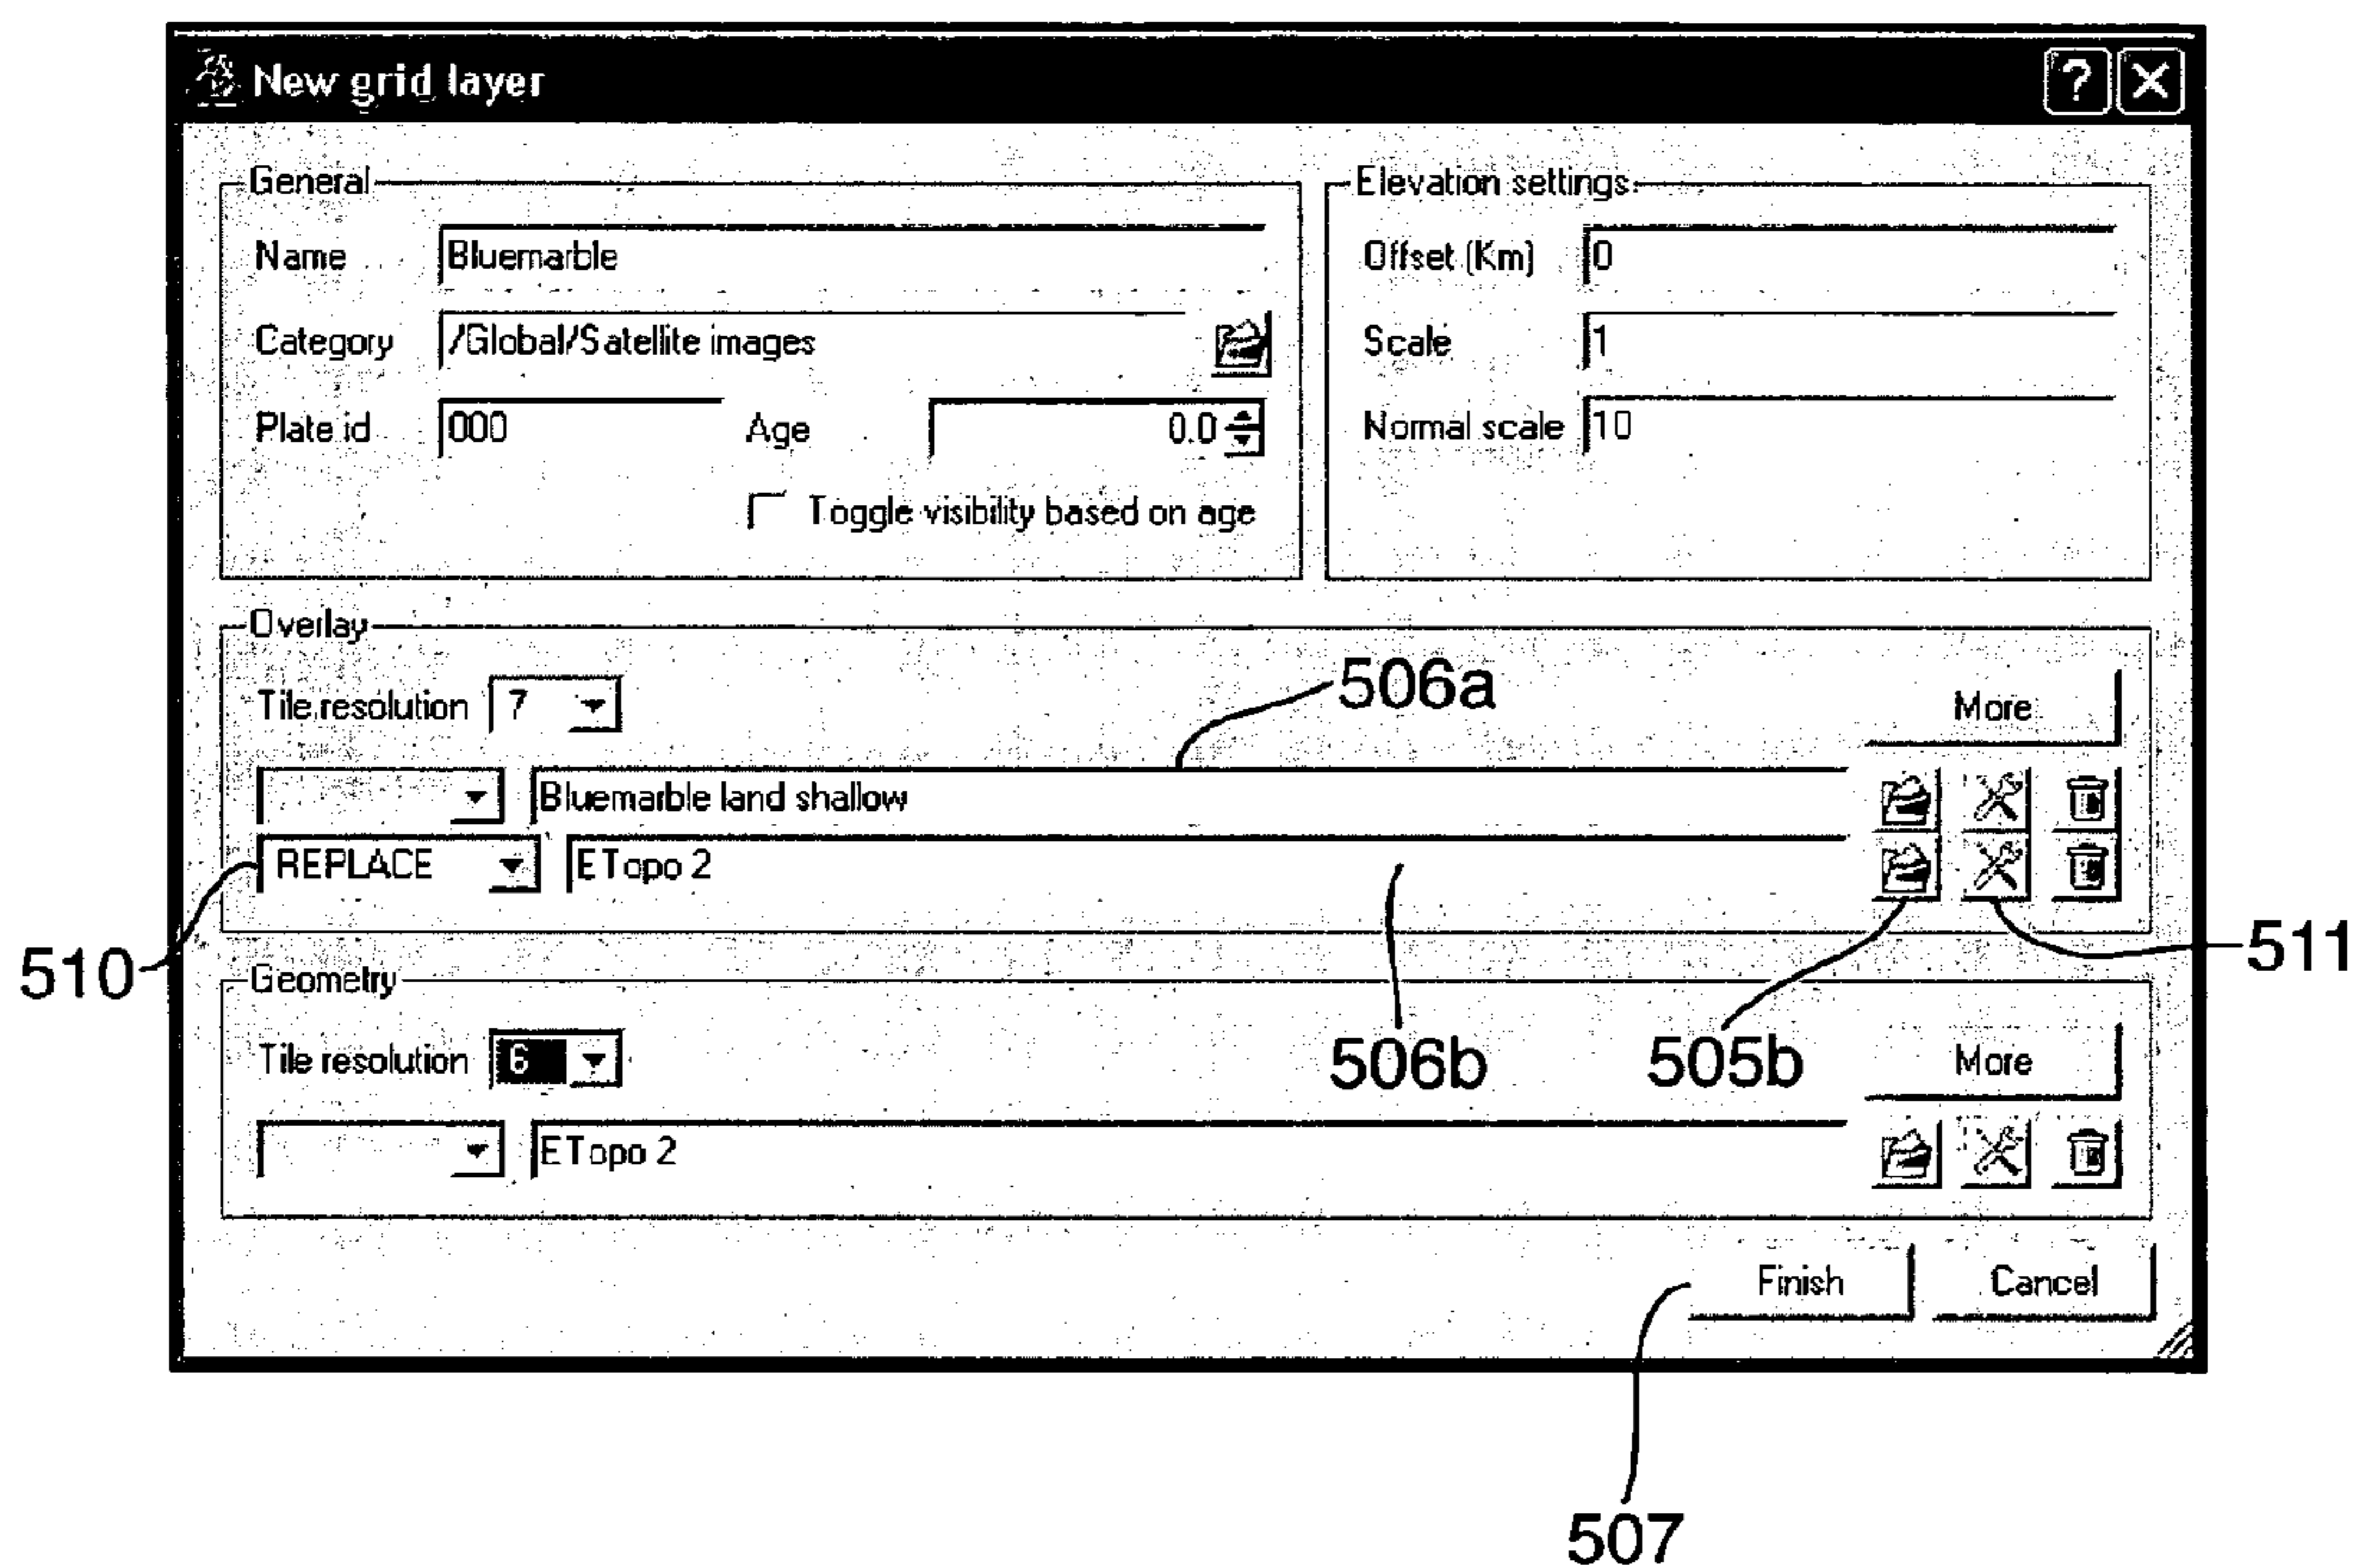 New grid layer ? X
General
Name Bluemarble
Category /Global/Satellite images
Plate id 000 Age 0.0
Toggle visibility based on age
Elevation settings
Offset (Km) 0
Scale 1
Normal scale 10
Overlay
506a
Tile resolution 7 More
Bluemarble land shallow
REPLACE ETopo 2
510
511
Geometry
506b
505b
Tile resolution 6 More
ETopo 2
Finish Cancel
507